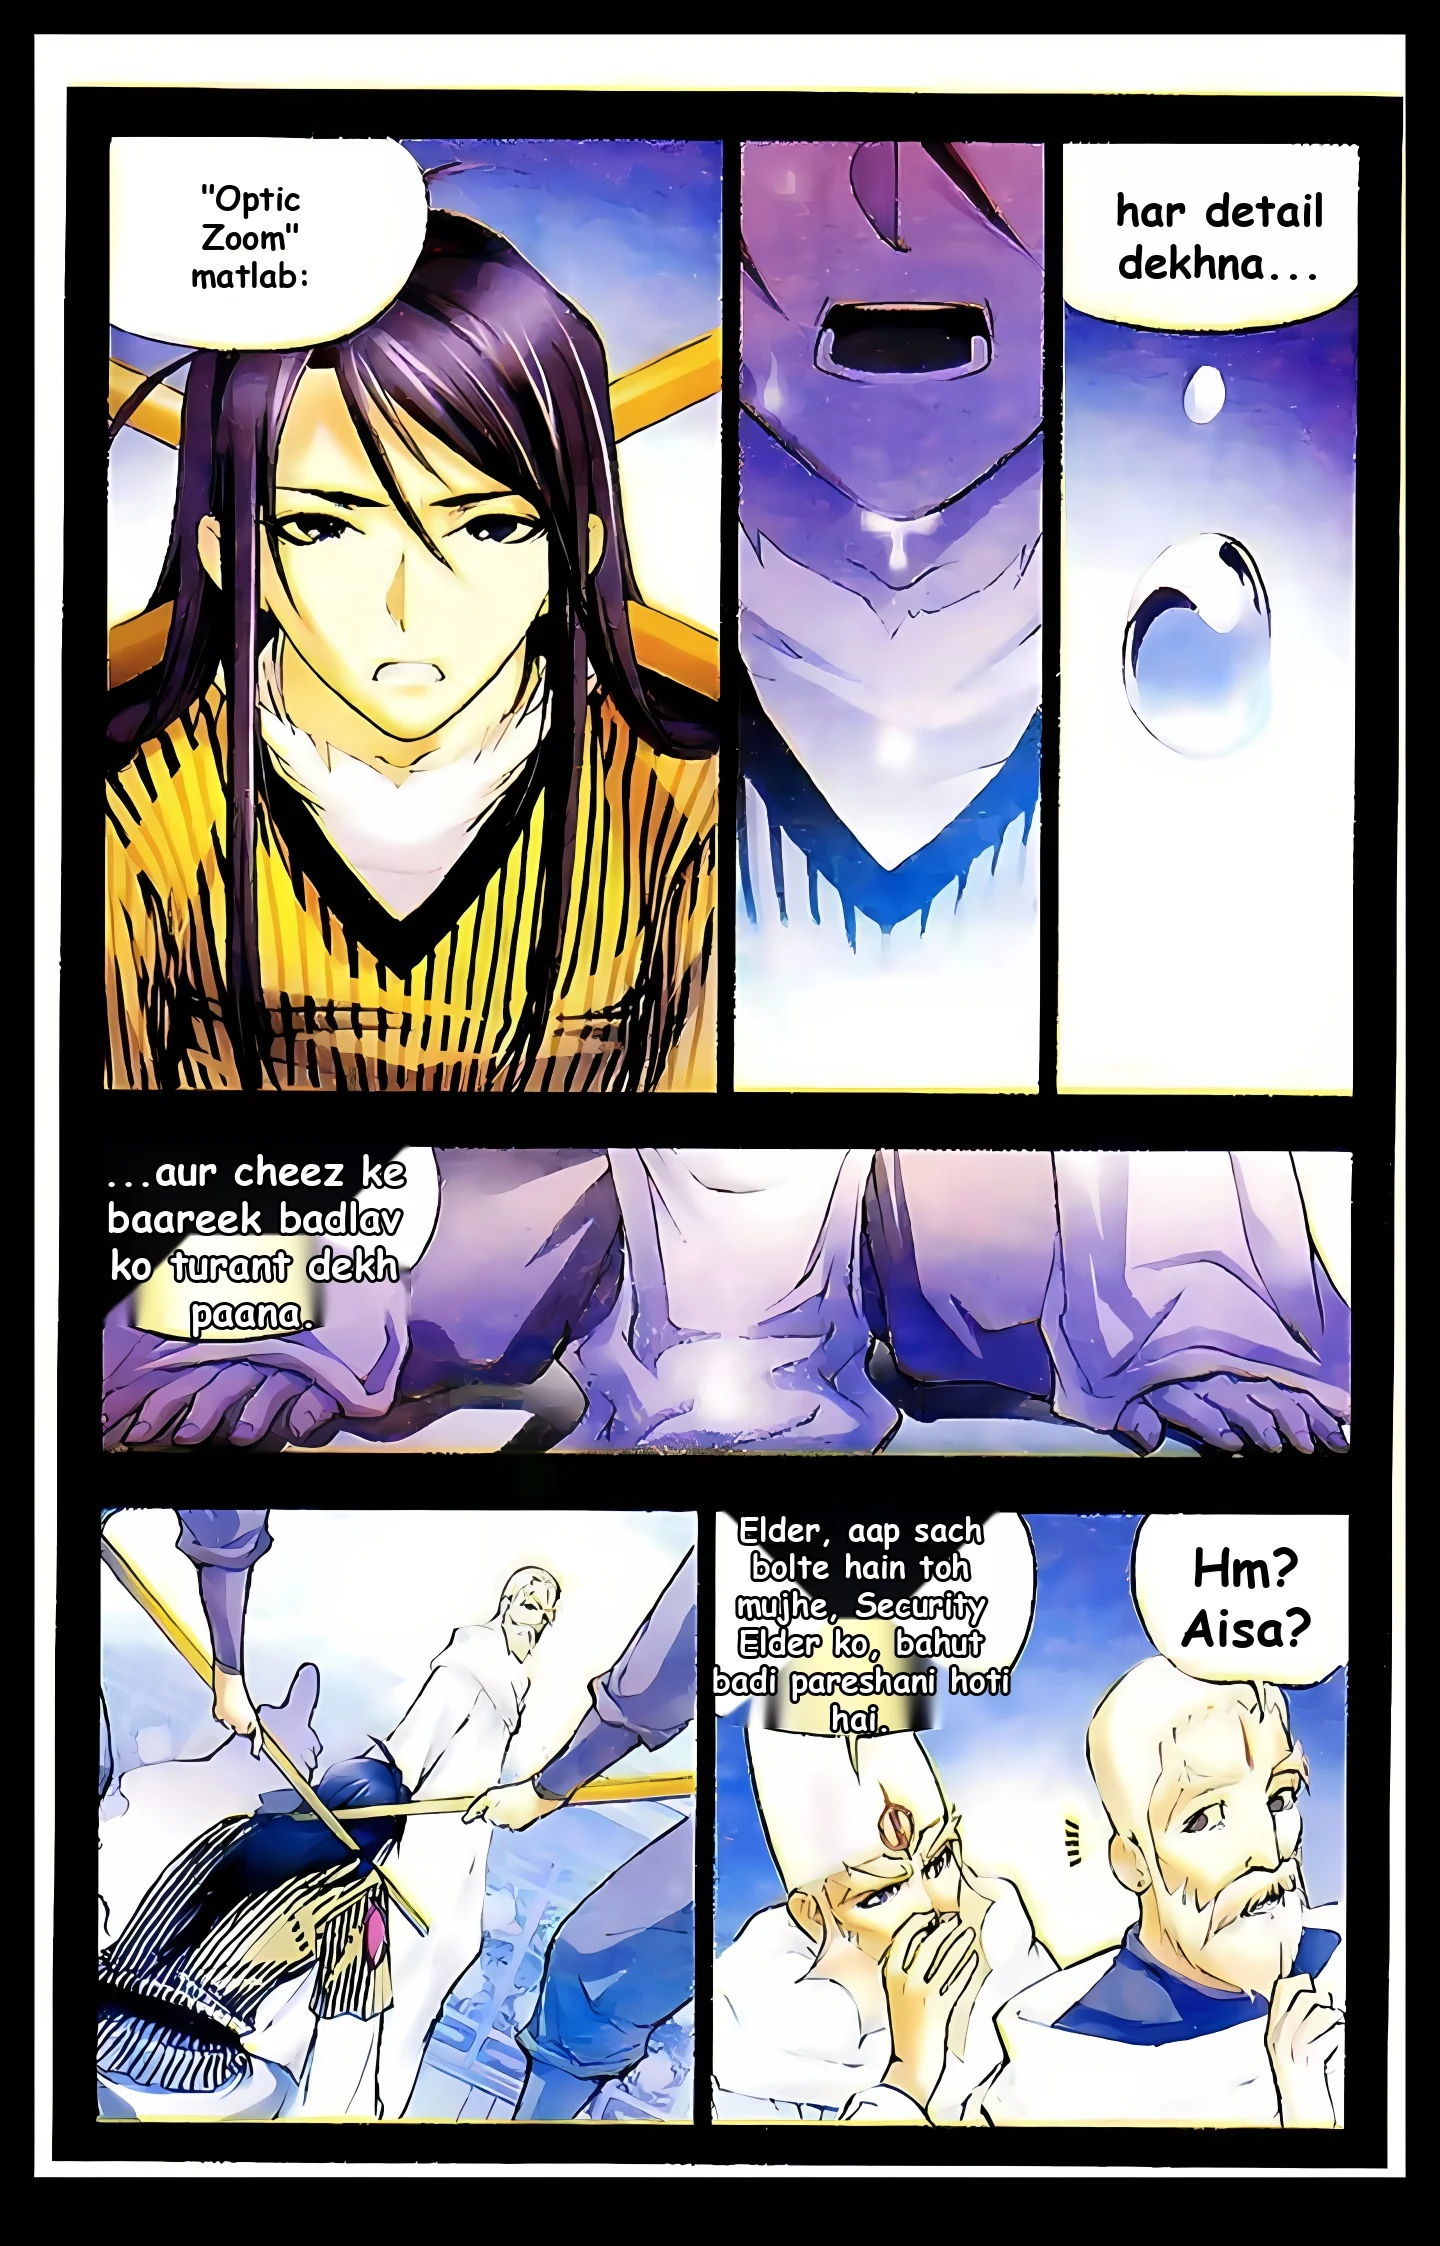 "Optic
Zoom"
matlab:
har detail
dekhna...
...aur cheez ke
baareek badlav
ko turant dekh
paana.
Elder, aap sach
bolte hain toh
mujhe, Security
Elder ko, bahut
badi pareshani hoti
hai.
Hm?
Aisa?